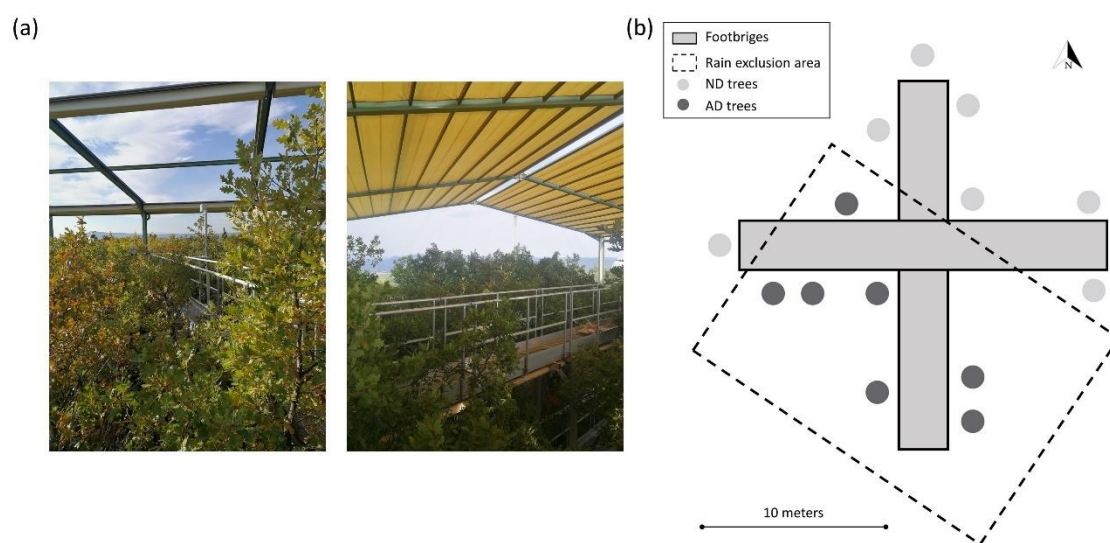 (a)
(b)
Footbriges
Rain exclusion area
ND trees
AD trees
N
10 meters